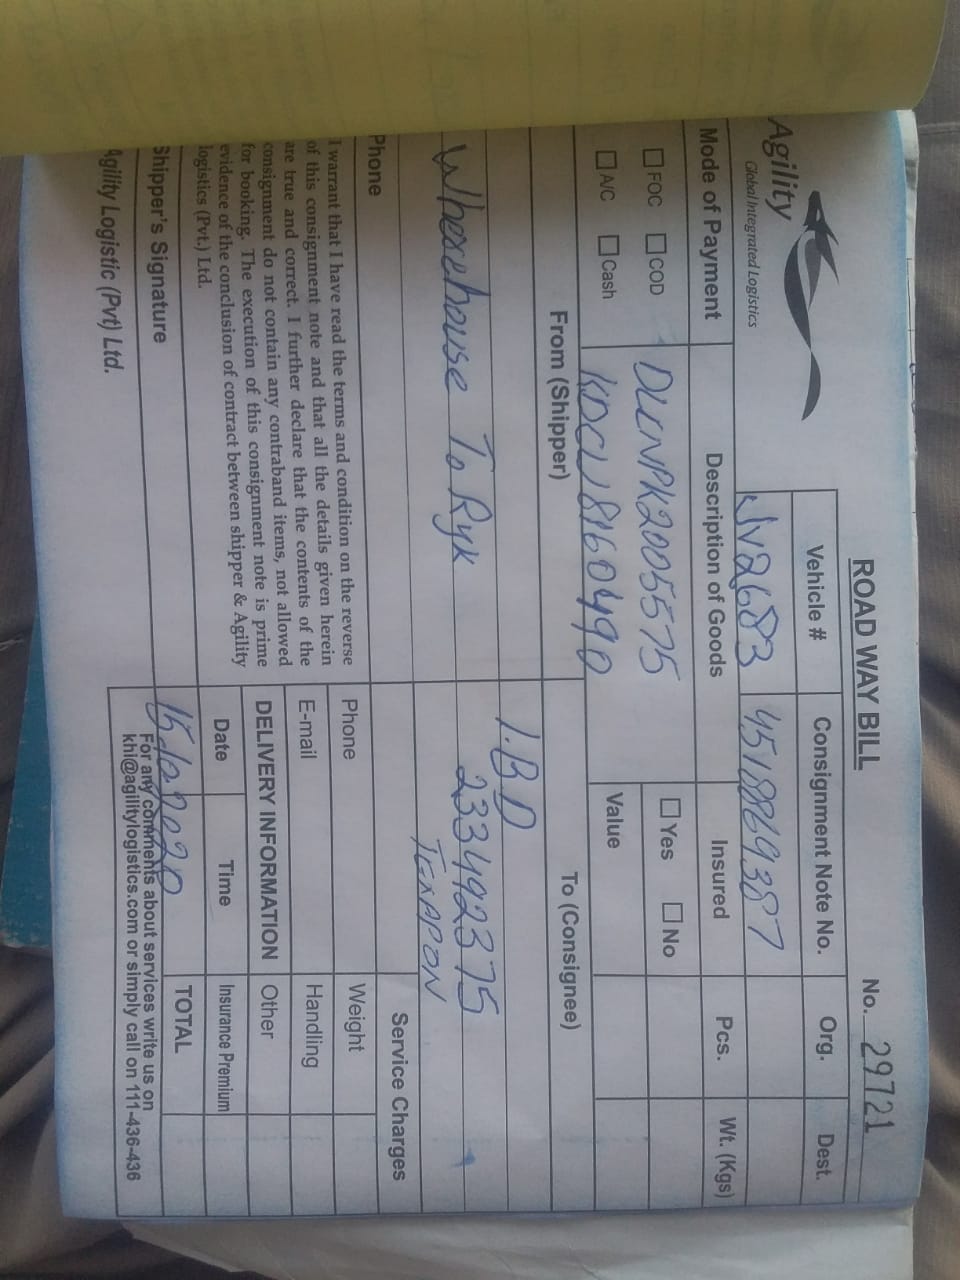 ROAD WAY BILL
No. 29721
Agility
Global Integrated Logistics
Vehicle # Consignment Note No. Org. Dest.
JV2683 4518869387
Mode of Payment Description of Goods Insured Pcs. Wt. (Kgs)
FOC COD DLCNPK2005575 Yes No
A/C Cash KDCU8160490 Value
From (Shipper) To (Consignee)
I.B.D
Wherehouse To Ryk 233492375
TEXAPON
Phone Service Charges
I warrant that I have read the terms and condition on the reverse
of this consignment note and that all the details given herein
are true and correct. I further declare that the contents of the
consignment do not contain any contraband items, not allowed
for booking. The execution of this consignment note is prime
evidence of the conclusion of contract between shipper & Agility
logistics (Pvt.) Ltd.
Phone Weight
E-mail Handling
DELIVERY INFORMATION Other
Date Time Insurance Premium
15-10-2020 TOTAL
Shipper's Signature
For any comments about services write us on
khi@agilitylogistics.com or simply call on 111-436-436
Agility Logistic (Pvt) Ltd.